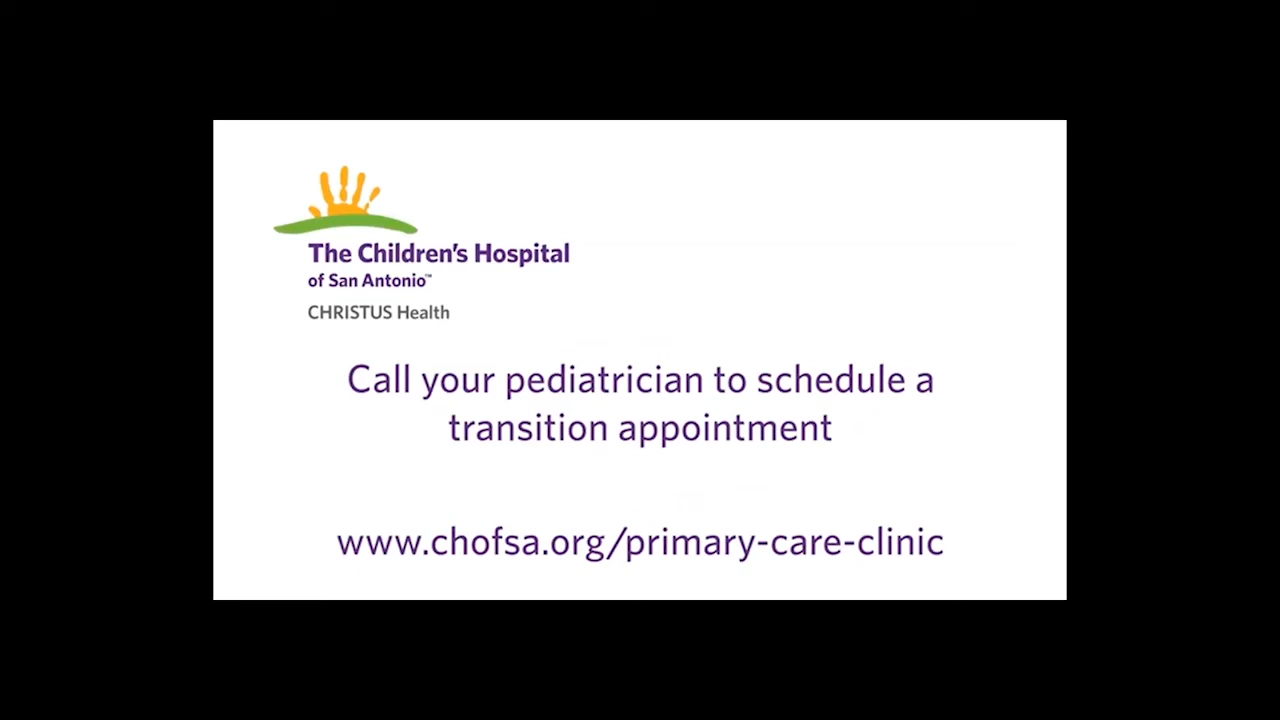 The Children's Hospital
of San Antonio™
CHRISTUS Health
Call your pediatrician to schedule a
transition appointment
www.chofsa.org/primary-care-clinic